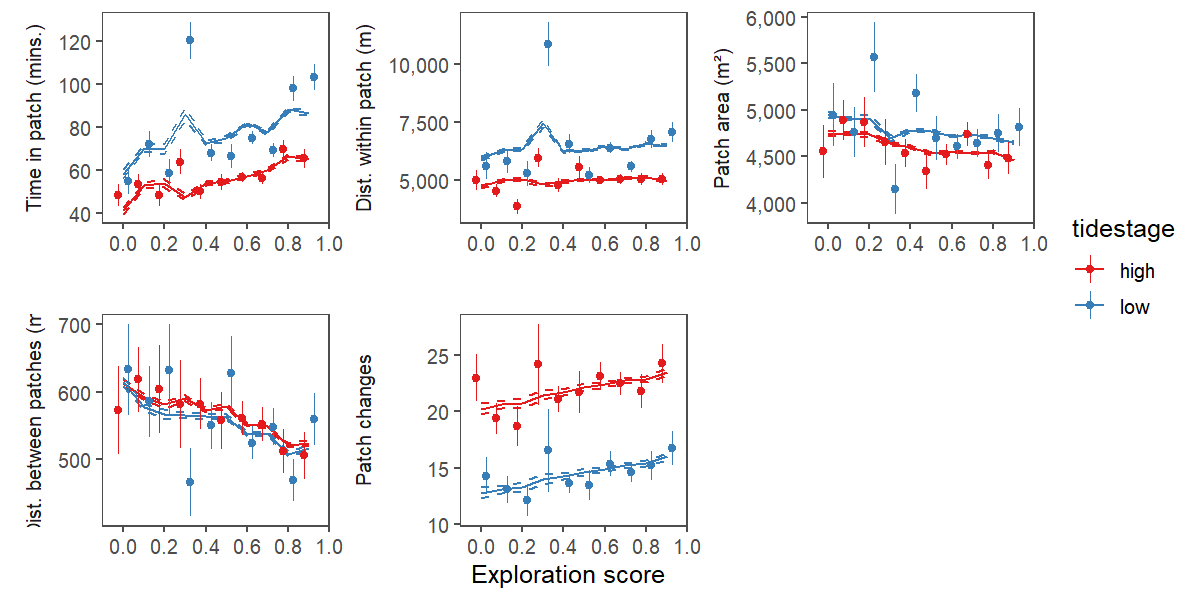 Time in patch (mins.)
120
100
80
60
40
0.0 0.2 0.4 0.6 0.8 1.0
Dist. within patch (m)
10,000
7,500
5,000
0.0 0.2 0.4 0.6 0.8 1.0
Patch area (m²)
6,000
5,500
5,000
4,500
4,000
0.0 0.2 0.4 0.6 0.8 1.0
tidestage
high
low
ist. between patches (
700
600
500
0.0 0.2 0.4 0.6 0.8 1.0
Patch changes
25
20
15
10
0.0 0.2 0.4 0.6 0.8 1.0
Exploration score